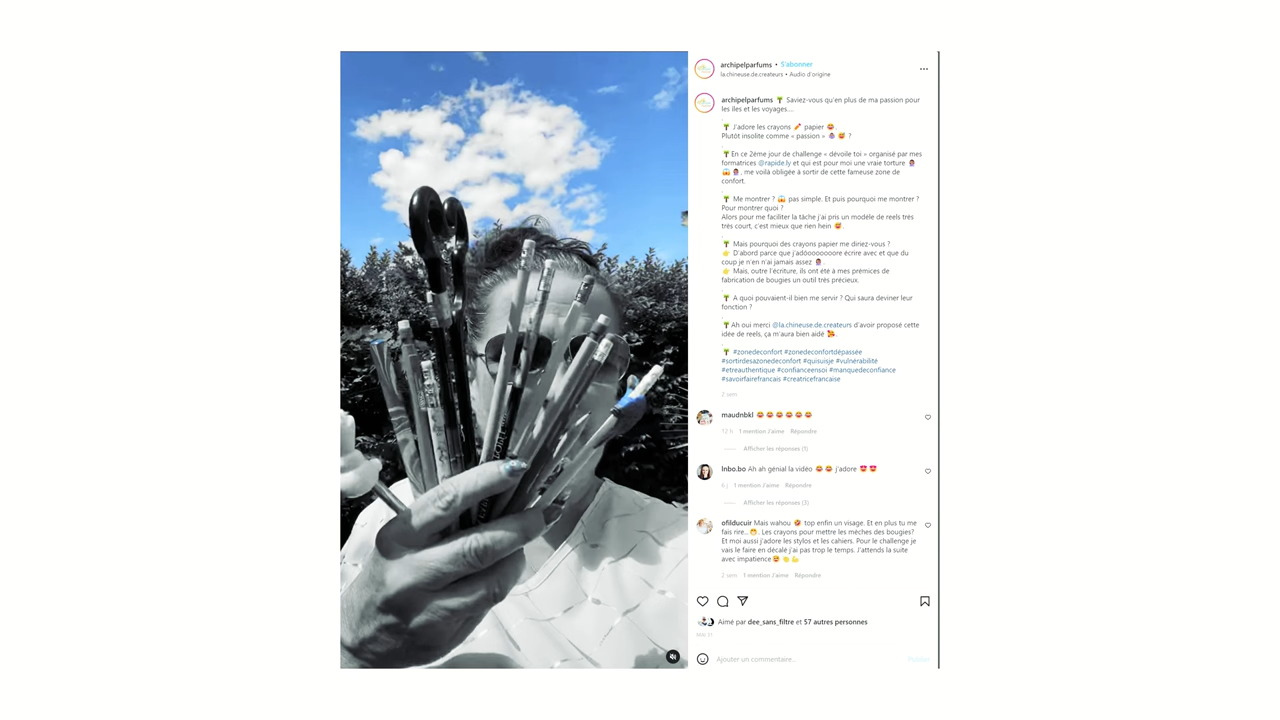 archipelparfums • S'abonner
la.chineuse.de.createurs • Audio d'origine
archipelparfums 🌴 Saviez-vous qu'en plus de ma passion pour
les îles et les voyages....
.
🌴 J'adore les crayons ✏️ papier 😂.
Plutôt insolite comme « passion » 🙈 😅 ?
.
🌴En ce 2ème jour de challenge « dévoile toi » organisé par mes
formatrices @rapide.ly et qui est pour moi une vraie torture
😱, me voilà obligée à sortir de cette fameuse zone de
confort.
.
🌴 Me montrer ? 😱 pas simple. Et puis pourquoi me montrer ?
Pour montrer quoi ?
Alors pour me faciliter la tâche j'ai pris un modèle de reels très
très court, c'est mieux que rien hein 😅.
.
🌴 Mais pourquoi des crayons papier me diriez-vous ?
👉 D'abord parce que j'adôoooooore écrire avec et que du
coup je n'en n'ai jamais assez
👉 Mais, outre l'écriture, ils ont été à mes prémices de
fabrication de bougies un outil très précieux.
.
🌴 A quoi pouvaient-il bien me servir ? Qui saura deviner leur
fonction ?
.
🌴Ah oui merci @la.chineuse.de.createurs d'avoir proposé cette
idée de reels, ça m'aura bien aidé 🥰.
.
🌴 #zonedeconfort #zonedeconfortdépassée
#sortirdesazonedeconfort #quisuisje #vulnérabilité
#etreauthentique #confianceensoi #manquedeconfiance
#savoirfairefrancais #creatricefrancaise
2 sem
maudnbkl 😂😂😂😂😂😂
12 h 1 mention J'aime Répondre
Afficher les réponses (1)
lnbo.bo Ah ah génial la video 😂😂 j'adore 😍😍
6 j 1 mention J'aime Répondre
Afficher les réponses (3)
ofilducuir Mais wahou 🤩 top enfin un visage. Et en plus tu me
fais rire...😁. Les crayons pour mettre les mèches des bougies?
Et moi aussi j'adore les stylos et les cahiers. Pour le challenge je
vais le faire en décalé j'ai pas trop le temps. J'attends la suite
avec impatience😍👏💪
2 sem 1 mention J'aime Répondre
Aimé par dee_sans_filtre et 57 autres personnes
MAI 31
Ajouter un commentaire...
Publier